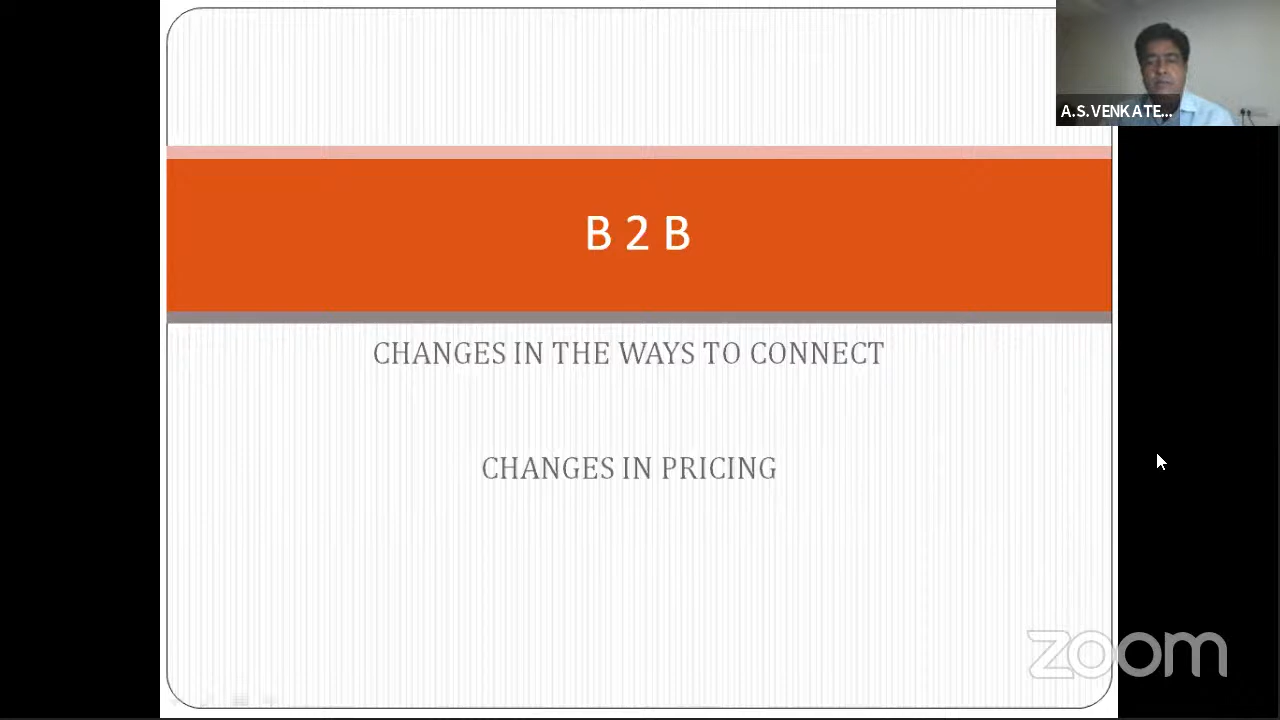 A.S.VENKATE...
B 2 B
CHANGES IN THE WAYS TO CONNECT
CHANGES IN PRICING
zoom